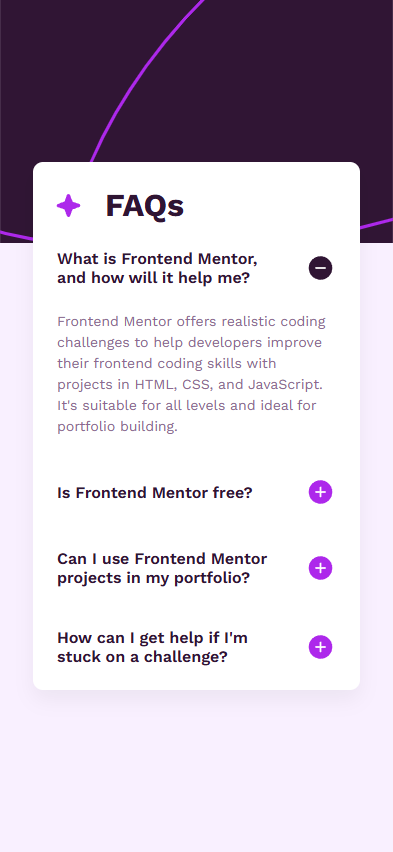 FAQs
What is Frontend Mentor,
and how will it help me?
Frontend Mentor offers realistic coding
challenges to help developers improve
their frontend coding skills with
projects in HTML, CSS, and JavaScript.
It's suitable for all levels and ideal for
portfolio building.
Is Frontend Mentor free?
Can I use Frontend Mentor
projects in my portfolio?
How can I get help if I'm
stuck on a challenge?